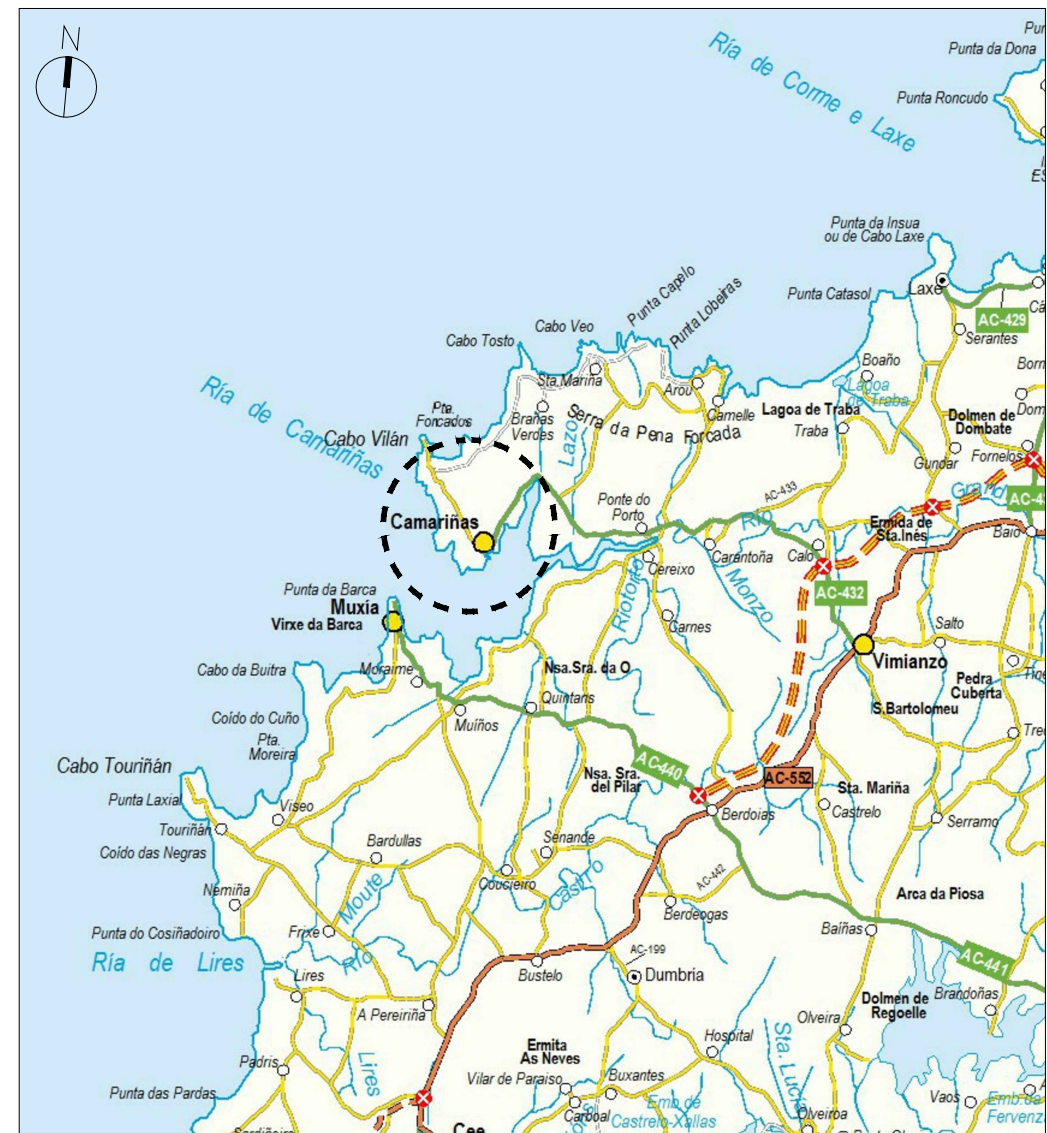 N
Ría de Corme e Laxe
Punta da Dona
Punta Roncudo
Punta da Insua
ou de Cabo Laxe
Laxe
AC-429
Punta Catasol
Serantes
Punta Capelo
Punta Lobeiras
Cabo Veo
Cabo Tosto
Sta.Mariña
Arou
Camelle
Boaño
Lagoa
de Traba
Lagoa de Traba
Traba
Dolmen de
Dombate
Fornelos
Gundar
Ría de Camariñas
Pta.
Forcados
Cabo Vilán
Brañas
Verdes
Lazos
Serra da Pena Forcada
Camariñas
Ponte do
Porto
AC-433
Río
Grand
Ermida de
Sta.Inés
Baio
Carantoña
Calo
Cereixo
Riotorto
Monzo
AC-432
Punta da Barca
Muxía
Virxe da Barca
Carnes
Salto
Vimianzo
Pedra
Cuberta
S.Bartolomeu
Cabo da Buitra
Moraime
Nsa.Sra. da O
Quintans
Muíños
Coído do Cuño
Pta.
Moreira
Cabo Touriñán
Punta Laxial
Touriñán
Coído das Negras
Viseo
AC-440
Nsa. Sra.
del Pilar
AC-552
Berdoias
Sta. Mariña
Castrelo
Serramo
Bardullas
Senande
Coucieiro
Castro
AC-442
Berdeogas
Arca da Piosa
Nemiña
Moute
Río
Frixe
Punta do Cosiñadoiro
Ría de Lires
Lires
A Pereiriña
Bustelo
AC-199
Dumbria
Baíñas
AC-441
Brandoñas
Dolmen de
Regoelle
Olveira
Hospital
Sta. Lucía
Ermita
As Neves
Vilar de Paraiso
Buxantes
Carboal
Emb.de
Castrelo-Xallas
Olveiroa
Vaos
Padris
Lires
Punta das Pardas
Cee